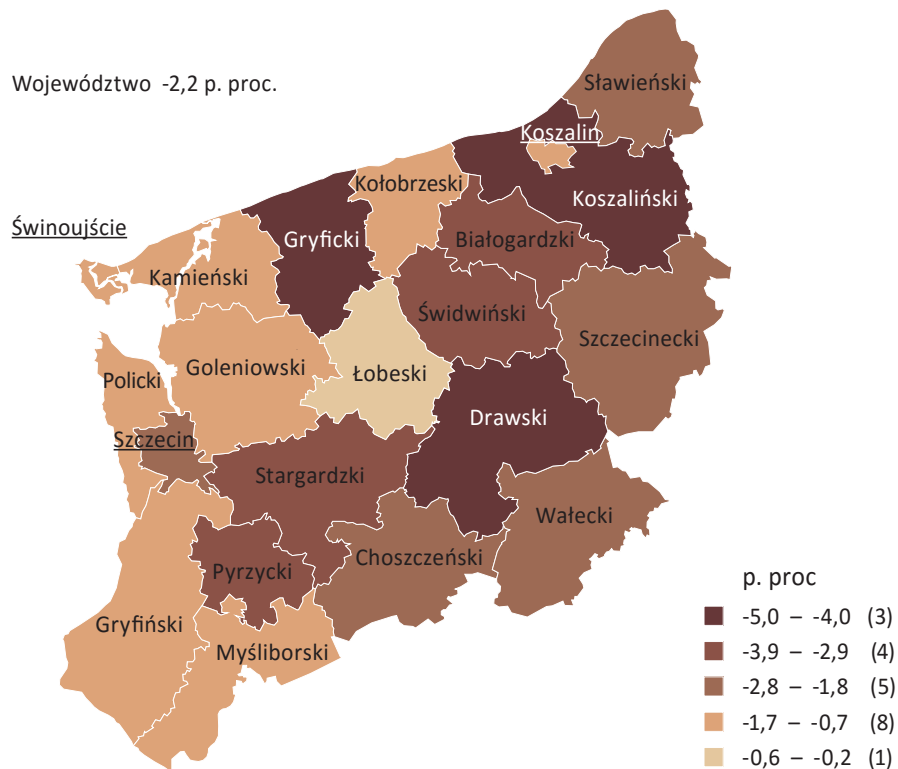 Województwo -2,2 p. proc.
Sławieński
Koszalin
Kołobrzeski
Koszaliński
Świnoujście
Gryficki
Białogardzki
Kamieński
Świdwiński
Szczecinecki
Goleniowski
Łobeski
Policki
Drawski
Szczecin
Stargardzki
Wałecki
Choszczeński
Pyrzycki
Gryfiński
Myśliborski
p. proc
-5,0 – -4,0 (3)
-3,9 – -2,9 (4)
-2,8 – -1,8 (5)
-1,7 – -0,7 (8)
-0,6 – -0,2 (1)